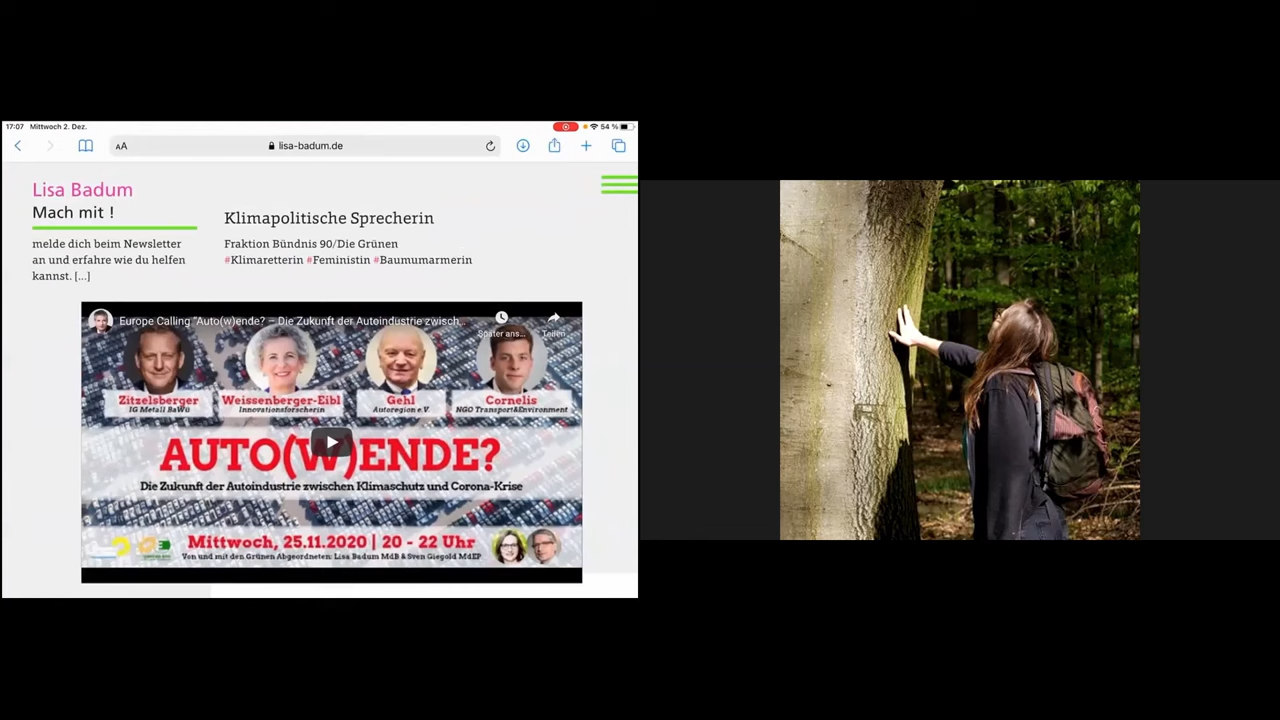 17:07 Mittwoch 2. Dez.
54 %
AA
lisa-badum.de
Lisa Badum
Mach mit !
melde dich beim Newsletter
an und erfahre wie du helfen
kannst. [...]
Klimapolitische Sprecherin
Fraktion Bündnis 90/Die Grünen
#Klimaretterin #Feministin #Baumumarmerin
Europe Calling "Auto(w)ende? – Die Zukunft der Autoindustrie zwisch...
Später ans...
Teilen
Zitzelsberger
IG Metall BaWü
Weissenberger-Eibl
Innovationsforscherin
Gehl
Autoregion e.V.
Cornelis
NGO Transport&Environment
AUTO(W)ENDE?
Die Zukunft der Autoindustrie zwischen Klimaschutz und Corona-Krise
Mittwoch, 25.11.2020 | 20 - 22 Uhr
Von und mit den Grünen Abgeordneten: Lisa Badum MdB & Sven Giegold MdEP